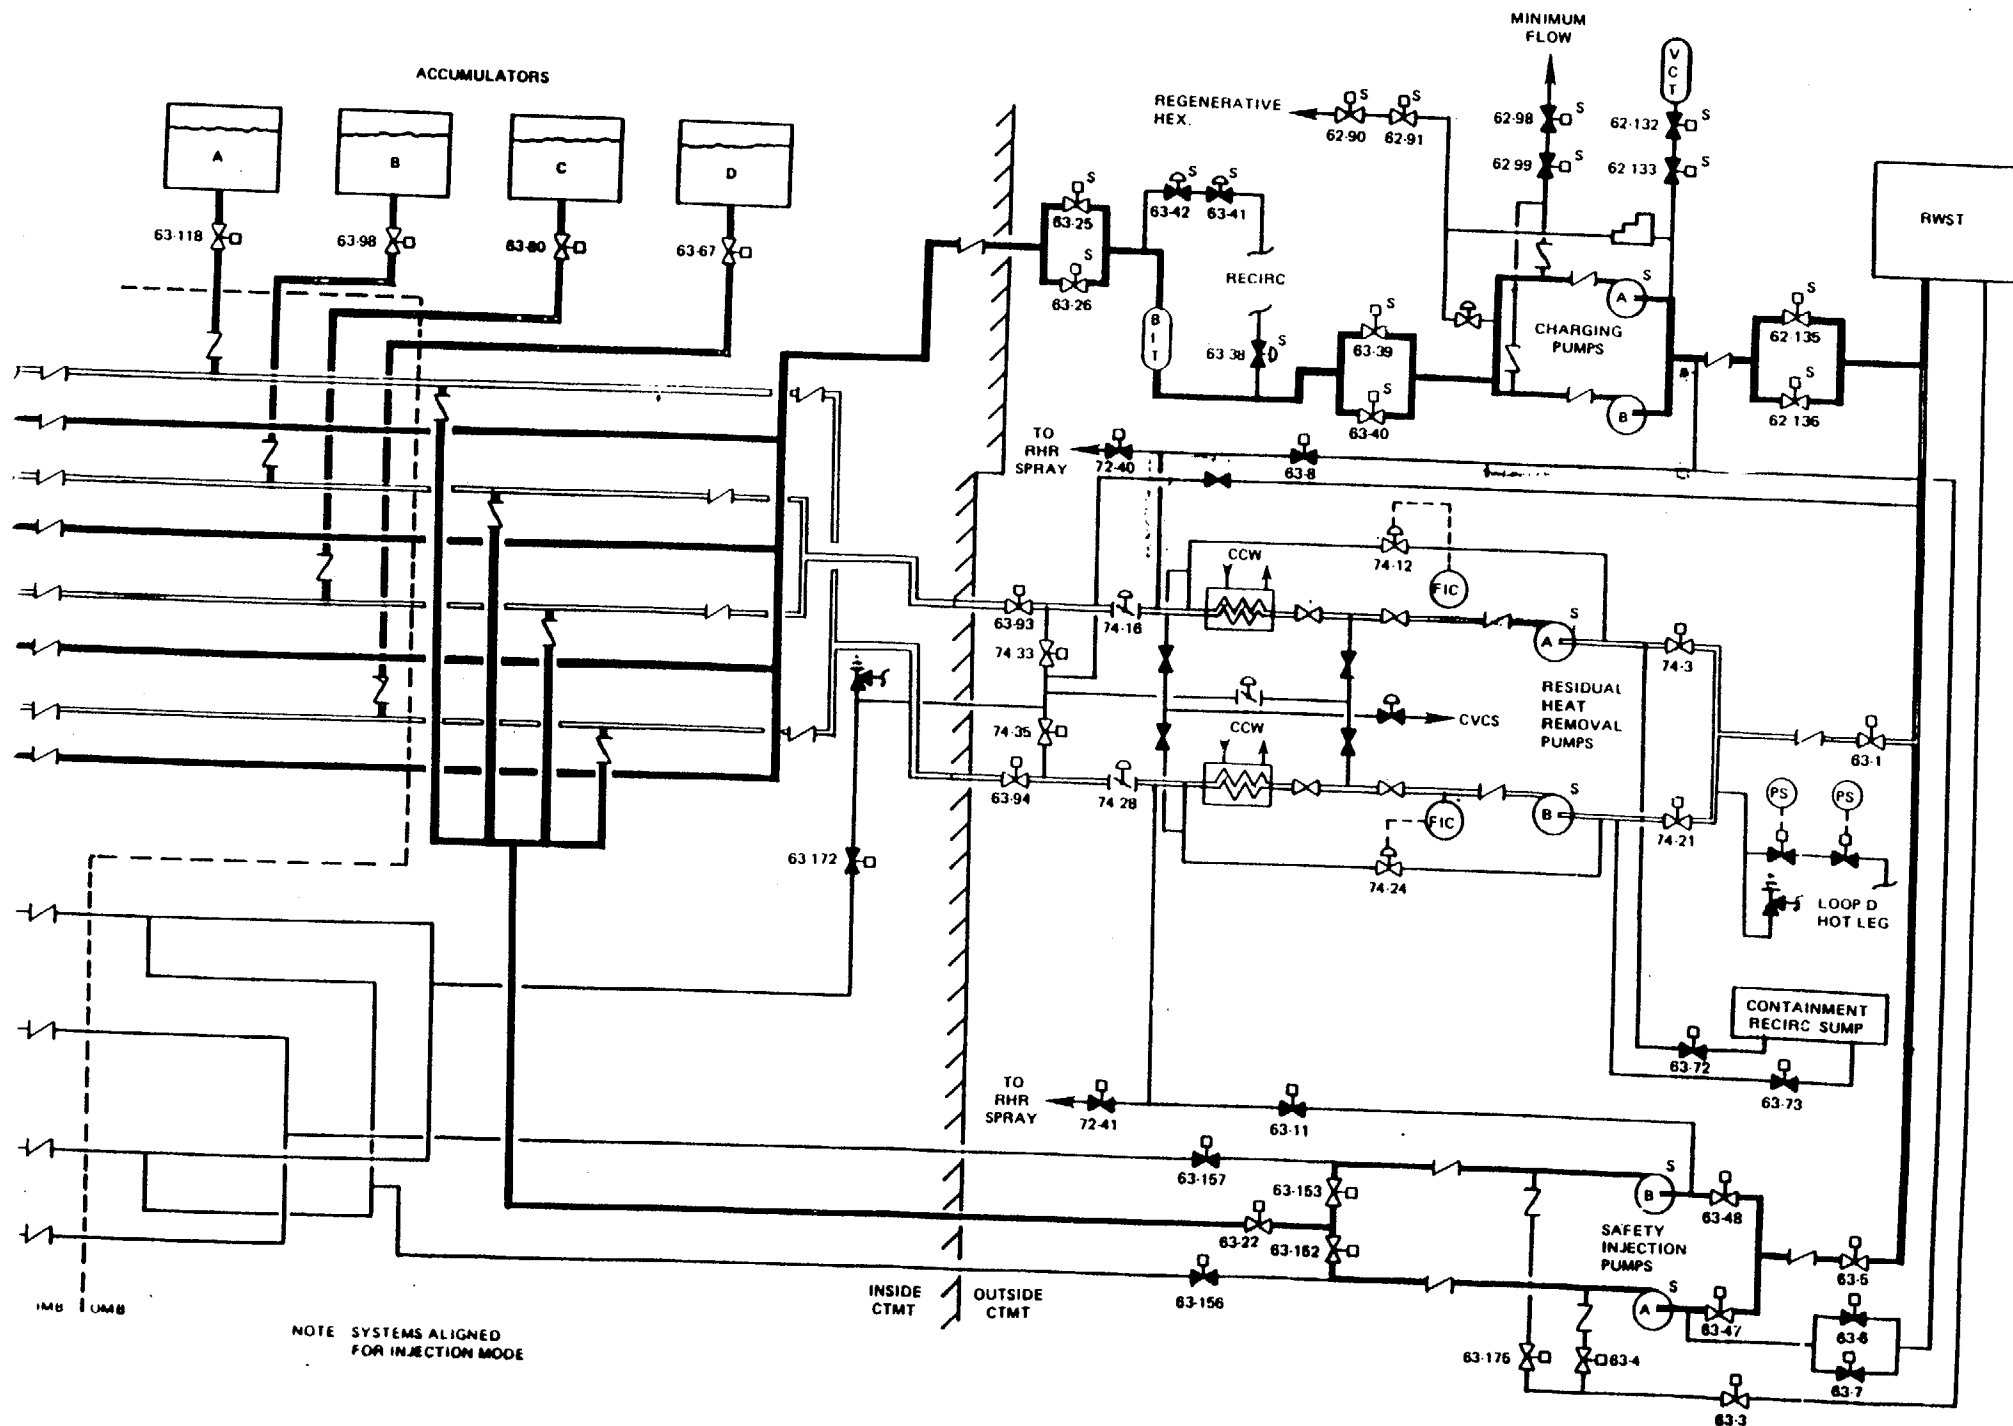 MINIMUM
FLOW
VCT
ACCUMULATORS
REGENERATIVE
HEX.
S
S
62-90
62-91
62-98
S
62-99
S
62-132
S
62-133
S
A
B
C
D
63-118
63-98
63-80
63-67
S
63-25
S
63-26
S
S
63-42
63-41
RECIRC
BIT
63-38
S
S
63-39
S
63-40
S
A
CHARGING
PUMPS
B
S
62-135
S
62-136
RWST
TO
RHR
SPRAY
72-40
63-8
74-12
FIC
CCW
63-93
74-16
74-33
S
A
74-3
RESIDUAL
HEAT
REMOVAL
PUMPS
CVCS
CCW
74-35
63-94
74-28
S
B
FIC
74-24
74-21
63-1
PS
PS
LOOP D
HOT LEG
63-172
CONTAINMENT
RECIRC SUMP
63-72
63-73
TO
RHR
SPRAY
72-41
63-11
63-157
63-153
S
B
63-48
63-22
63-152
SAFETY
INJECTION
PUMPS
63-5
63-156
S
A
63-47
63-6
63-7
63-175
63-4
63-3
INSIDE
CTMT
OUTSIDE
CTMT
IMB
OMB
NOTE SYSTEMS ALIGNED
FOR INJECTION MODE